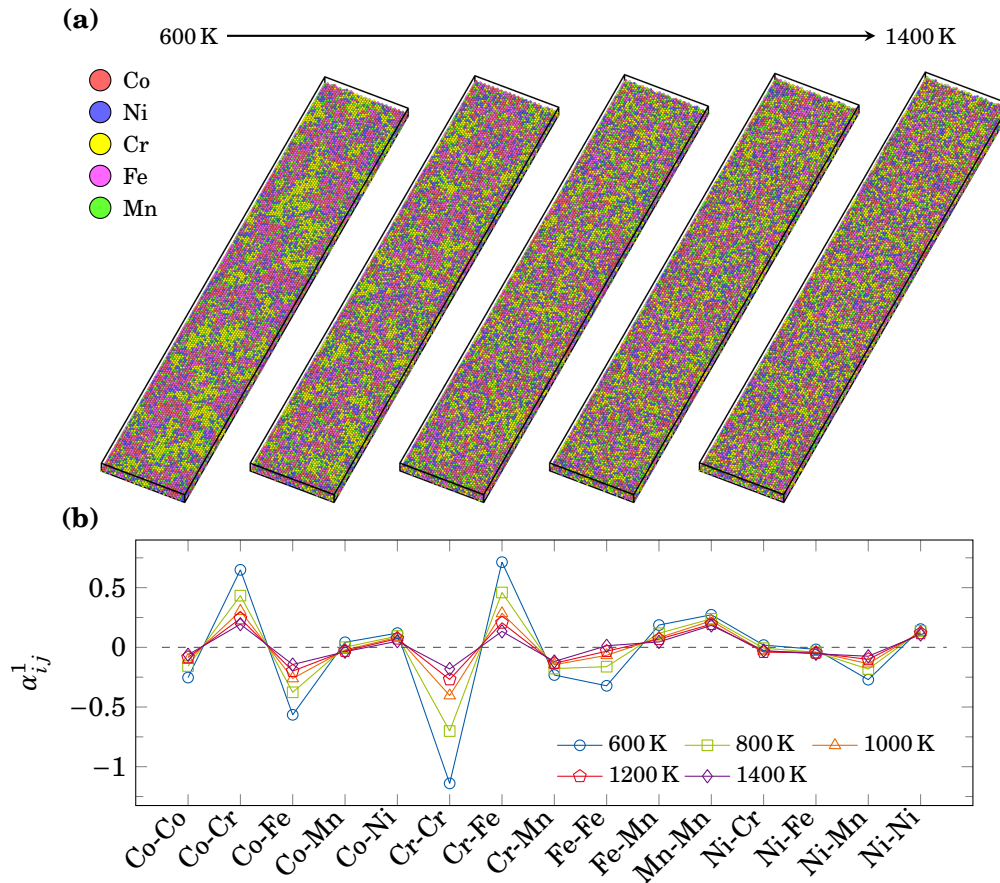 (a)
600 K
1400 K
Co
Ni
Cr
Fe
Mn
(b)
0.5
0
−0.5
−1
α¹ᵢⱼ
600 K
800 K
1000 K
1200 K
1400 K
Co-Co
Co-Cr
Co-Fe
Co-Mn
Co-Ni
Cr-Cr
Cr-Fe
Cr-Mn
Fe-Fe
Fe-Mn
Mn-Mn
Ni-Cr
Ni-Fe
Ni-Mn
Ni-Ni